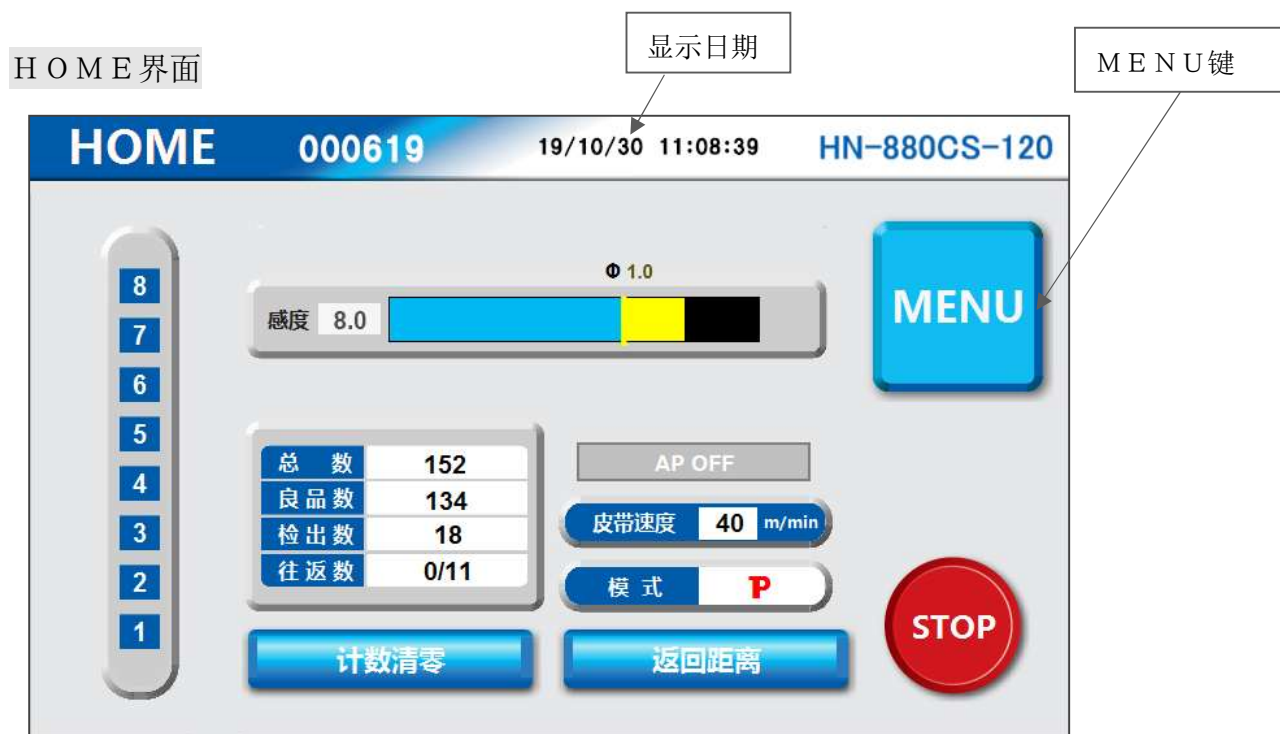 显示日期
ＭＥＮＵ键
ＨＯＭＥ界面
HOME 000619 19/10/30 11:08:39 HN-880CS-120
8
7
6
5
4
3
2
1
Φ 1.0
感度 8.0
MENU
总 数 152
良品数 134
检出数 18
往返数 0/11
AP OFF
皮带速度 40 m/min
模式 P
计数清零
返回距离
STOP